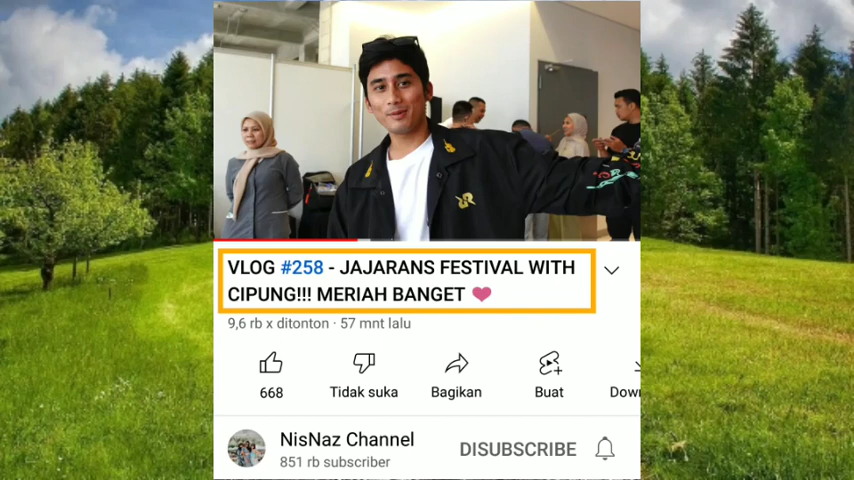 VLOG #258 - JAJARANS FESTIVAL WITH
CIPUNG!!! MERIAH BANGET ❤
9,6 rb x ditonton · 57 mnt lalu
668
Tidak suka
Bagikan
Buat
Down
NisNaz Channel
851 rb subscriber
DISUBSCRIBE